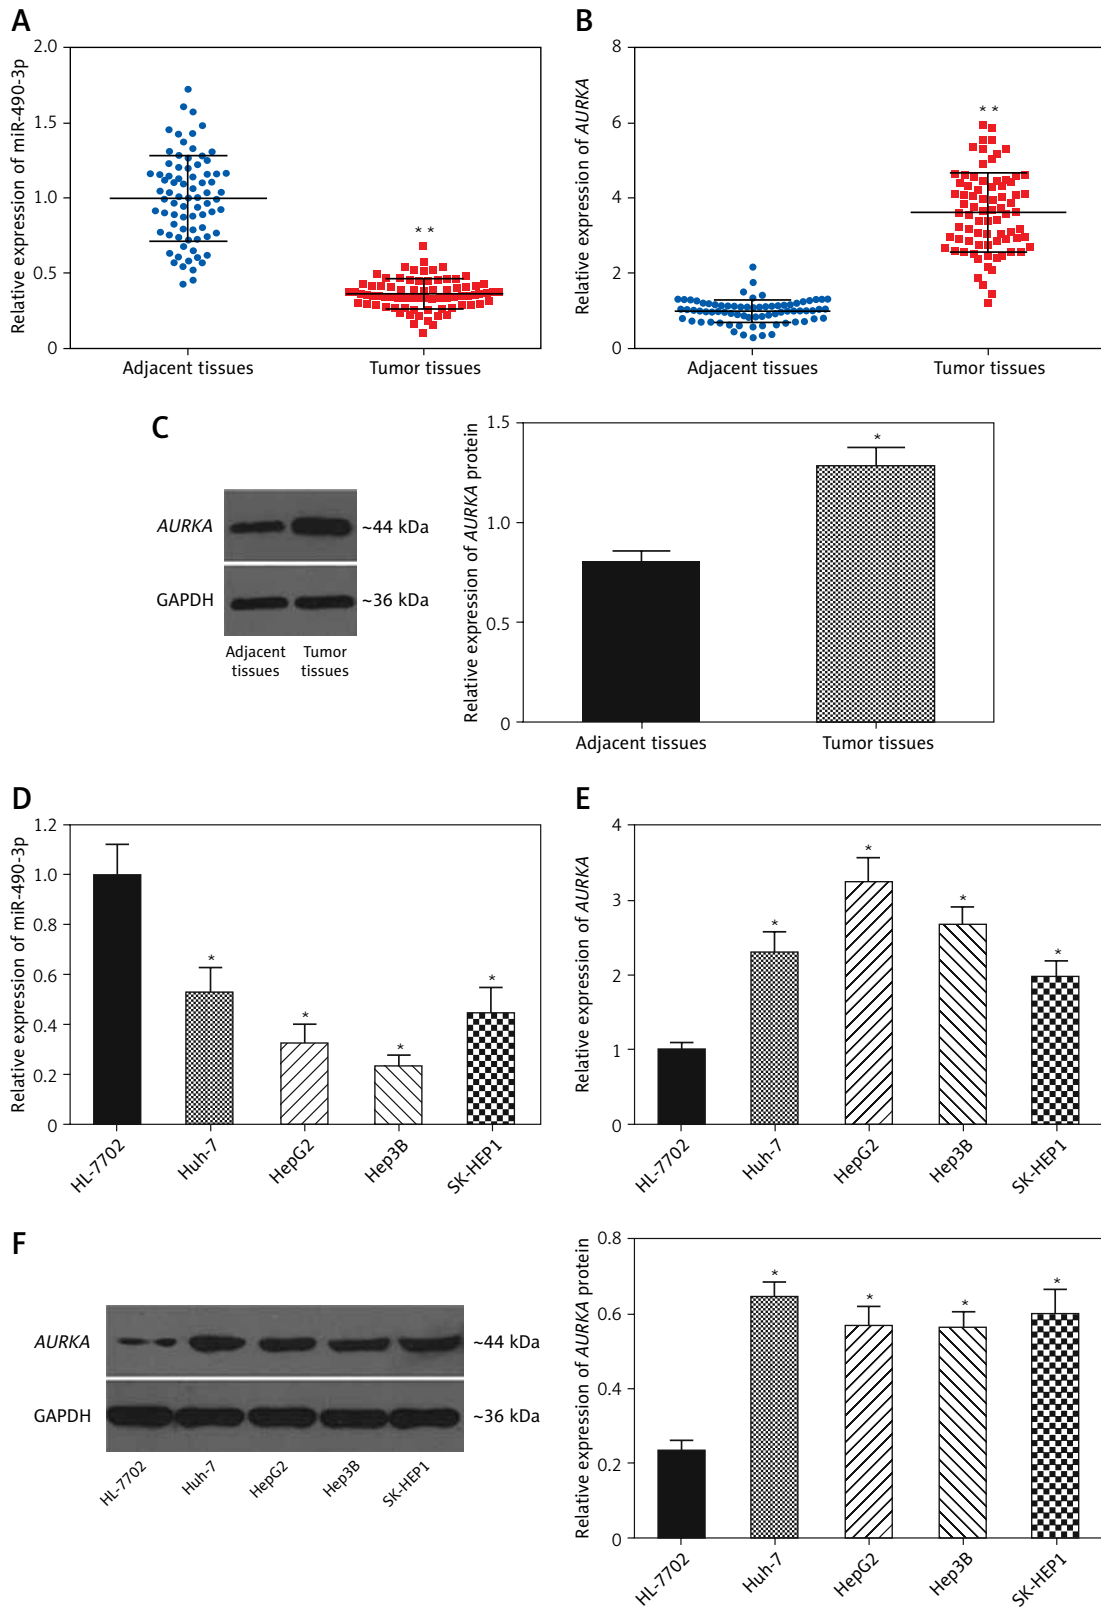 A
Relative expression of miR-490-3p
2.0
1.5
1.0
0.5
0
**
Adjacent tissues
Tumor tissues
B
Relative expression of AURKA
8
6
4
2
0
**
Adjacent tissues
Tumor tissues
C
AURKA
~44 kDa
GAPDH
~36 kDa
Adjacent
tissues
Tumor
tissues
Relative expression of AURKA protein
1.5
1.0
0.5
0
*
Adjacent tissues
Tumor tissues
D
Relative expression of miR-490-3p
1.2
1.0
0.8
0.6
0.4
0.2
0
*
*
*
*
HL-7702
Huh-7
HepG2
Hep3B
SK-HEP1
E
Relative expression of AURKA
4
3
2
1
0
*
*
*
*
HL-7702
Huh-7
HepG2
Hep3B
SK-HEP1
F
AURKA
~44 kDa
GAPDH
~36 kDa
HL-7702
Huh-7
HepG2
Hep3B
SK-HEP1
Relative expression of AURKA protein
0.8
0.6
0.4
0.2
0
*
*
*
*
HL-7702
Huh-7
HepG2
Hep3B
SK-HEP1